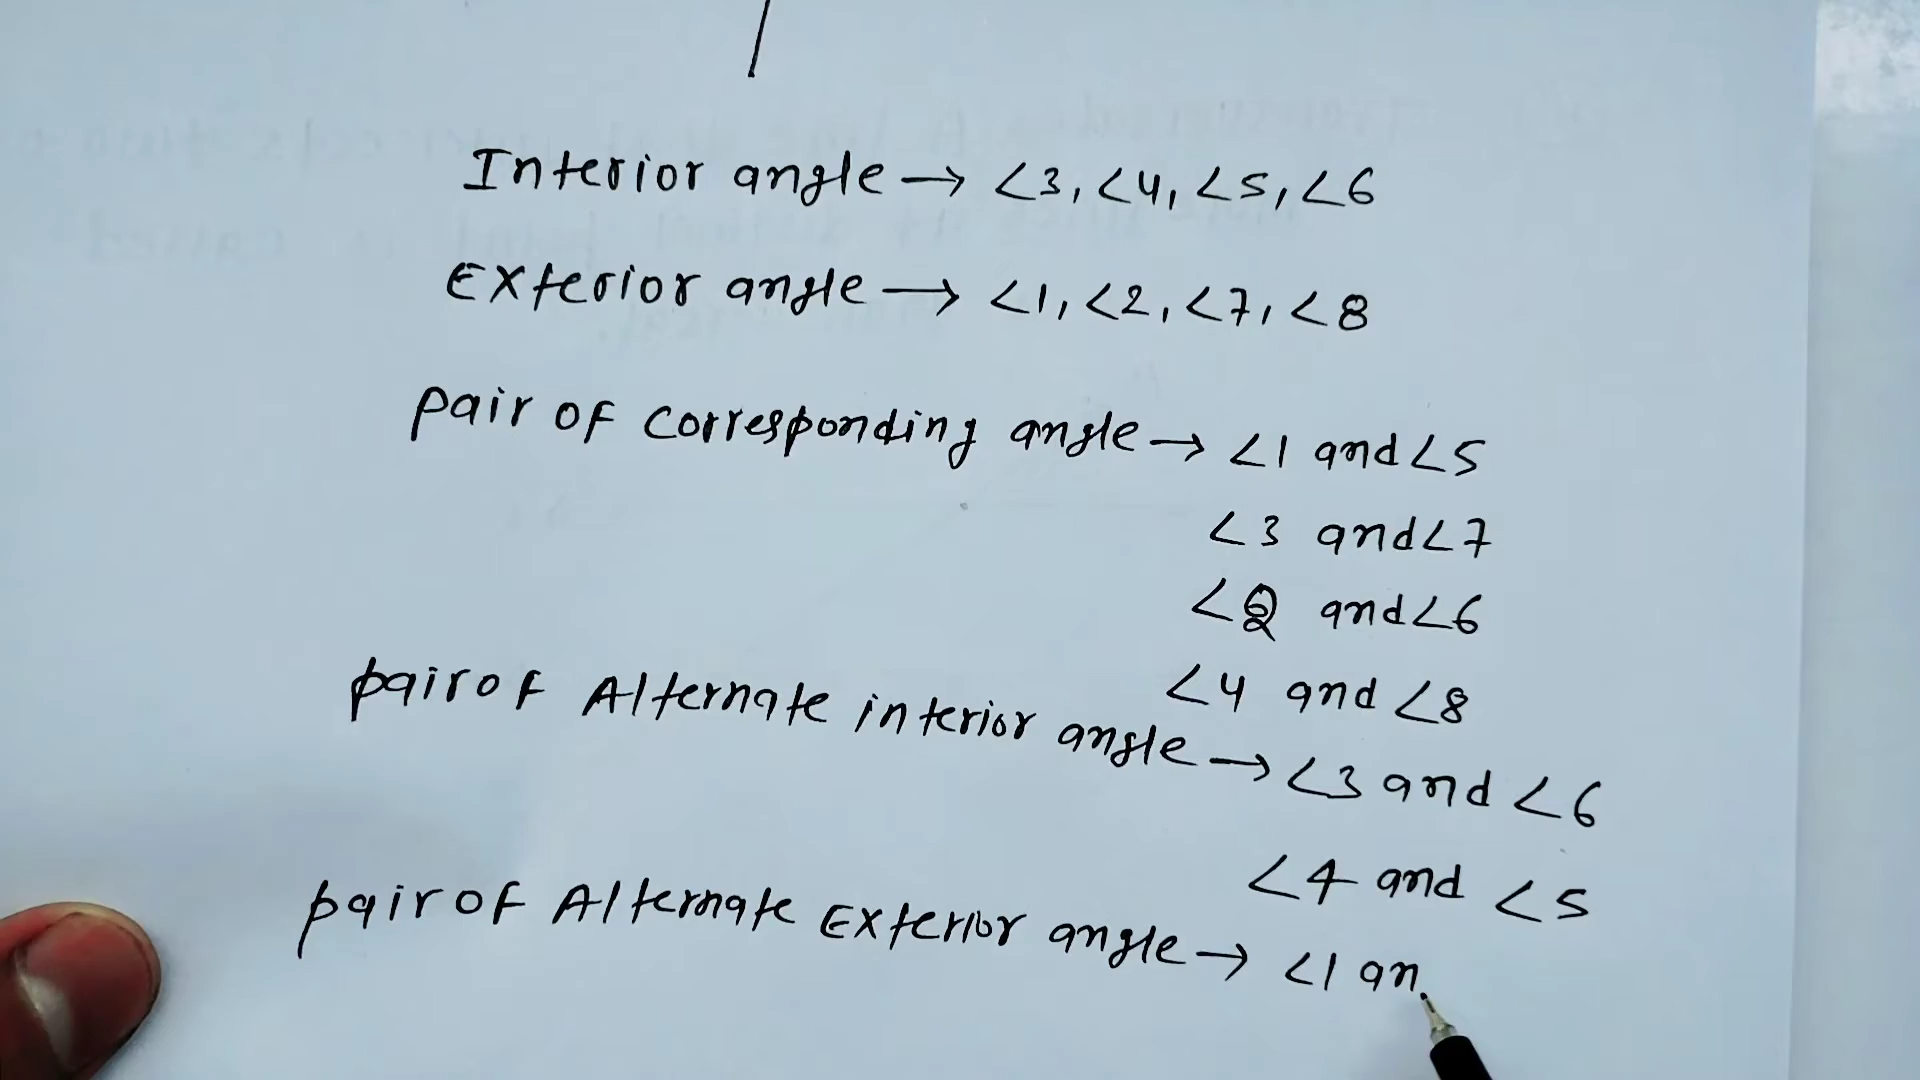 Interior angle → ∠3, ∠4, ∠5, ∠6
Exterior angle → ∠1, ∠2, ∠7, ∠8
pair of corresponding angle → ∠1 and ∠5
∠3 and ∠7
∠2 and ∠6
∠4 and ∠8
pair of Alternate interior angle → ∠3 and ∠6
∠4 and ∠5
pair of Alternate Exterior angle → ∠1 an